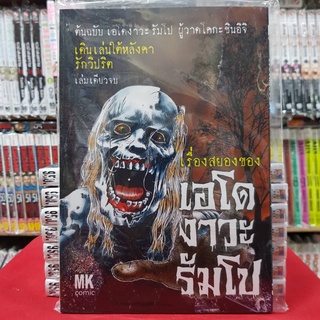 ต้นฉบับ เอโดงาวะ รัมโป ผู้วาด โดกะ ชินอิจิ
เดินเล่นใต้หลังคา
รักวิปริต
เล่มเดียวจบ
เรื่องสยองของ
เอโด
งาวะ
รัมโป
MK
comic